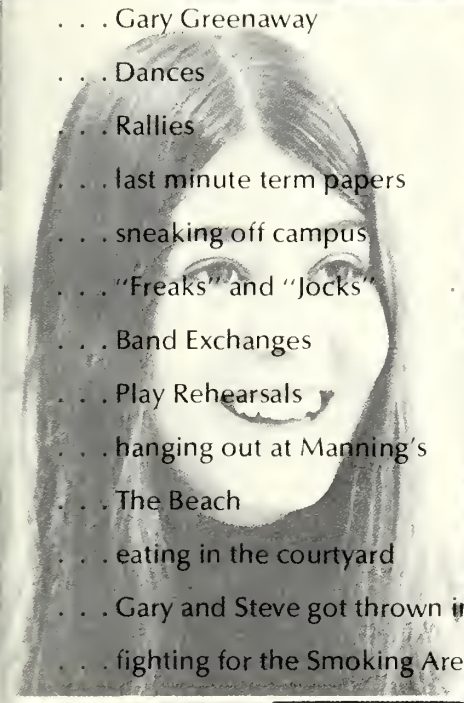 . . . Gary Greenaway
. . . Dances
. . . Rallies
. . . last minute term papers
. . . sneaking off campus
. . . "Freaks" and "Jocks"
. . . Band Exchanges
. . . Play Rehearsals
. . . hanging out at Manning's
. . . The Beach
. . . eating in the courtyard
. . . Gary and Steve got thrown
. . . fighting for the Smoking